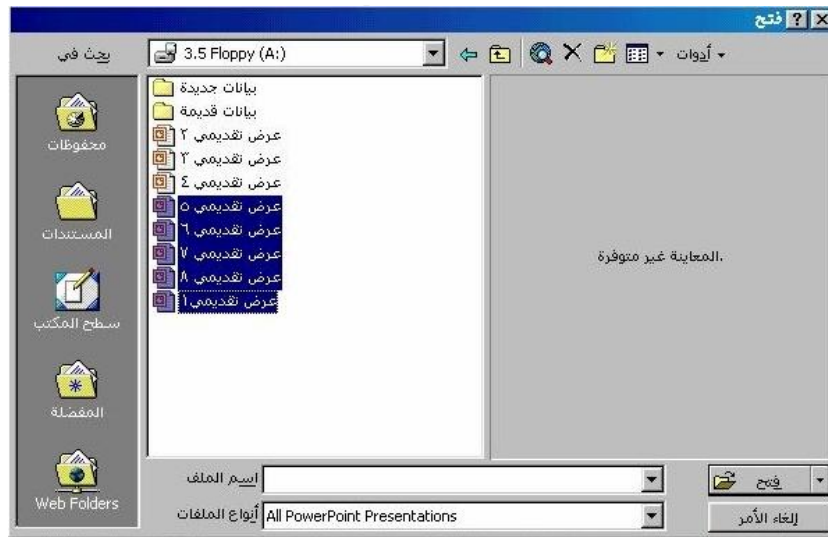 فتح
بحث في
3.5 Floppy (A:)
أدوات
محفوظات
المستندات
سطح المكتب
المفضلة
Web Folders
بيانات جديدة
بيانات قديمة
عرض تقديمي ٢
عرض تقديمي ٣
عرض تقديمي ٤
عرض تقديمي ٥
عرض تقديمي ٦
عرض تقديمي ٧
عرض تقديمي ٨
عرض تقديمي١
المعاينة غير متوفرة.
اسم الملف
فتح
أنواع الملفات
All PowerPoint Presentations
إلغاء الأمر